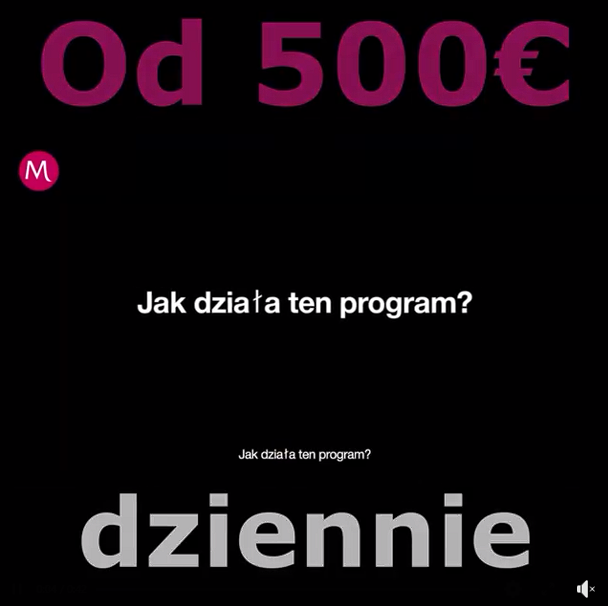 Od 500€
M
Jak działa ten program?
Jak działa ten program?
dziennie